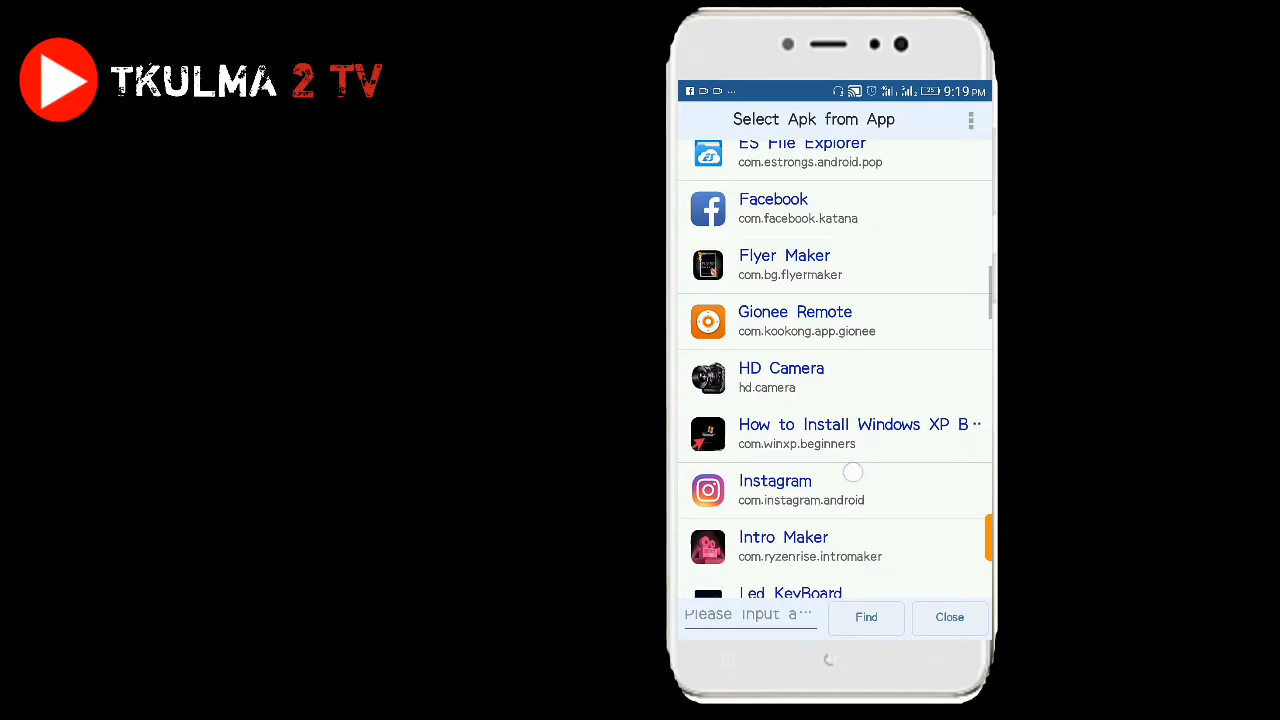 TKULMA 2 TV
9:19 PM
Select Apk from App
ES File Explorer
com.estrongs.android.pop
Facebook
com.facebook.katana
Flyer Maker
com.bg.flyermaker
Gionee Remote
com.kookong.app.gionee
HD Camera
hd.camera
How to Install Windows XP B··
com.winxp.beginners
Instagram
com.instagram.android
Intro Maker
com.ryzenrise.intromaker
Led KeyBoard
Please input a···
Find
Close